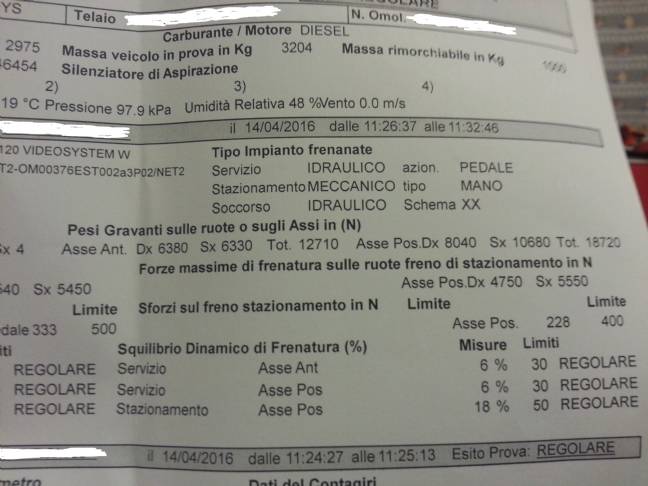 YS Telaio N. Omol. REGOLARE
Carburante / Motore DIESEL
2975 Massa veicolo in prova in Kg 3204 Massa rimorchiabile in Kg
46454 Silenziatore di Aspirazione
2) 3) 4)
19 °C Pressione 97.9 kPa Umidità Relativa 48 %Vento 0.0 m/s
il 14/04/2016 dalle 11:26:37 alle 11:32:46
120 VIDEOSYSTEM W Tipo Impianto frenanate
T2-OM00376EST002a3P02/NET2 Servizio IDRAULICO azion. PEDALE
Stazionamento MECCANICO tipo MANO
Soccorso IDRAULICO Schema XX
Pesi Gravanti sulle ruote o sugli Assi in (N)
Sx 4 Asse Ant. Dx 6380 Sx 6330 Tot. 12710 Asse Pos.Dx 8040 Sx 10680 Tot. 18720
Forze massime di frenatura sulle ruote freno di stazionamento in N
540 Sx 5450 Asse Pos.Dx 4750 Sx 5550
Limite Sforzi sul freno stazionamento in N Limite Limite
dale 333 500 Asse Pos. 228 400
iti Squilibrio Dinamico di Frenatura (%) Misure Limiti
REGOLARE Servizio Asse Ant 6 % 30 REGOLARE
REGOLARE Servizio Asse Pos 6 % 30 REGOLARE
REGOLARE Stazionamento Asse Pos 18 % 50 REGOLARE
il 14/04/2016 dalle 11:24:27 alle 11:25:13 Esito Prova: REGOLARE
metro Dati del Contagiri